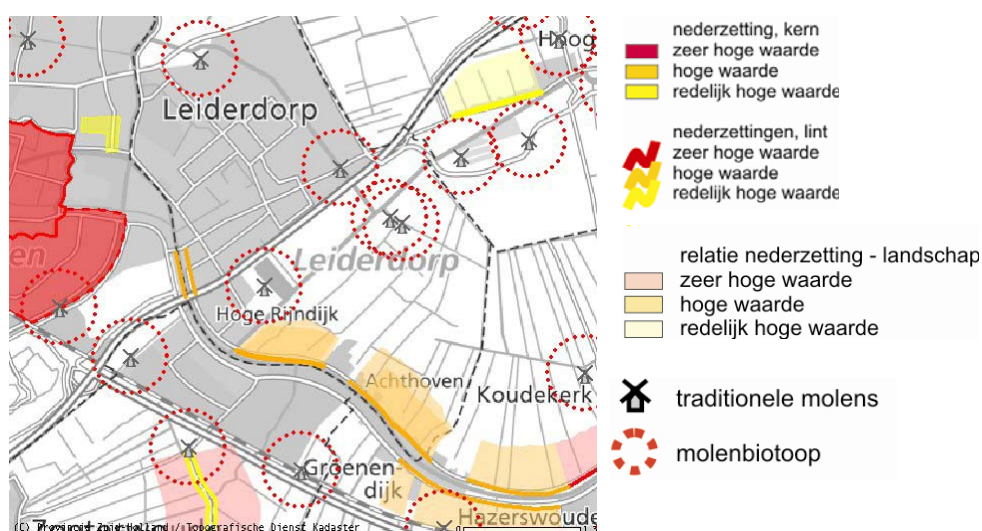 Hoog
Leiderdorp
en
Leiderdorp
Hoge Rijndijk
Achthoven
Koudekerk
Groenen-
dijk
Hazerswoude
(C) Provincie Zuid-Holland / Topografische Dienst Kadaster
nederzetting, kern
zeer hoge waarde
hoge waarde
redelijk hoge waarde
nederzettingen, lint
zeer hoge waarde
hoge waarde
redelijk hoge waarde
relatie nederzetting - landschap
zeer hoge waarde
hoge waarde
redelijk hoge waarde
traditionele molens
molenbiotoop